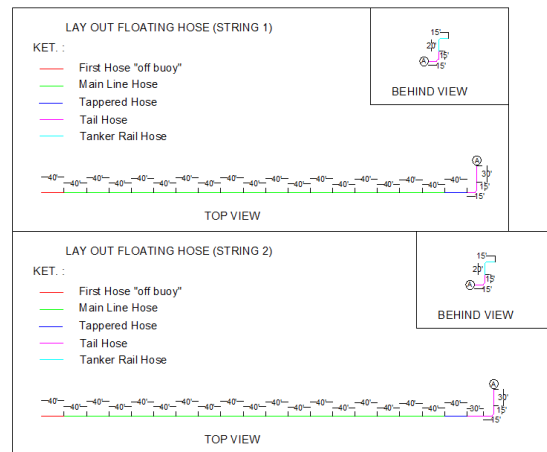 LAY OUT FLOATING HOSE (STRING 1)
KET. :
First Hose "off buoy"
Main Line Hose
Tappered Hose
Tail Hose
Tanker Rail Hose
15'
20'
15'
A
15'
BEHIND VIEW
A
40' 40' 40' 40' 40' 40' 40' 40' 40' 40'
40' 40' 40' 40' 40' 40' 40' 40' 40'
30'
15'
15'
TOP VIEW
LAY OUT FLOATING HOSE (STRING 2)
KET. :
First Hose "off buoy"
Main Line Hose
Tappered Hose
Tail Hose
Tanker Rail Hose
15'
20'
15'
A
15'
BEHIND VIEW
A
40' 40' 40' 40' 40' 40' 40' 40' 40' 40'
40' 40' 40' 40' 40' 40' 40' 40' 40' 30'
30'
15'
15'
TOP VIEW